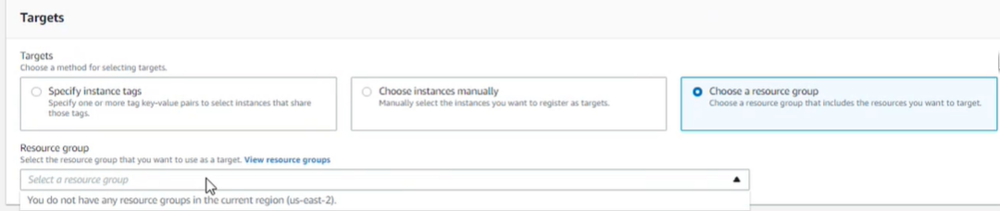 Targets
Targets
Choose a method for selecting targets.
Specify instance tags
Specify one or more tag key-value pairs to select instances that share
those tags.
Choose instances manually
Manually select the instances you want to register as targets.
Choose a resource group
Choose a resource group that includes the resources you want to target.
Resource group
Select the resource group that you want to use as a target. View resource groups
Select a resource group
You do not have any resource groups in the current region (us-east-2).